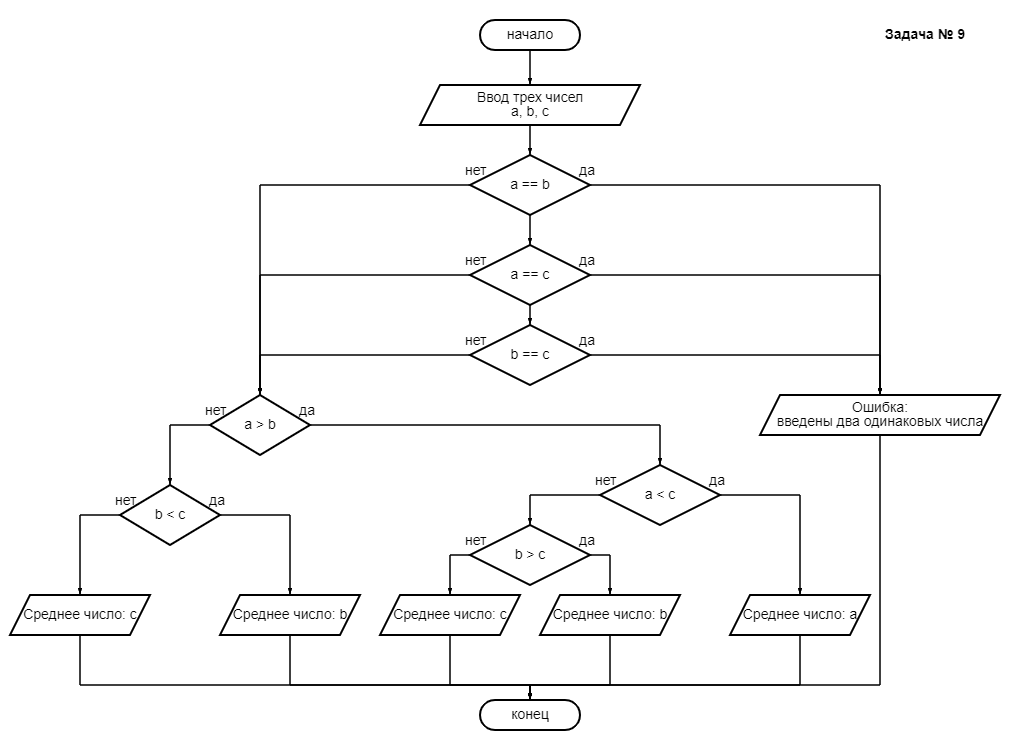 начало
Задача № 9
Ввод трех чисел
a, b, c
нет
да
a == b
нет
да
a == c
нет
да
b == c
нет
да
a > b
Ошибка:
введены два одинаковых числа
нет
да
a < c
нет
да
b < c
нет
да
b > c
Среднее число: c
Среднее число: b
Среднее число: c
Среднее число: b
Среднее число: a
конец